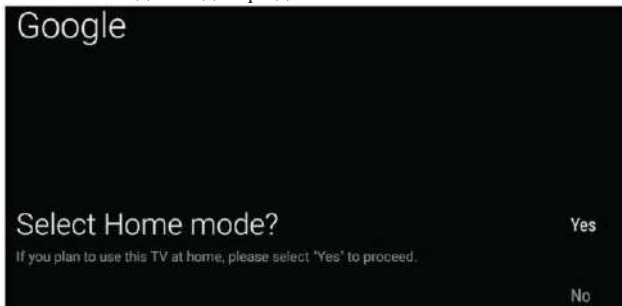 Google
Select Home mode?
Yes
If you plan to use this TV at home, please select "Yes" to proceed.
No